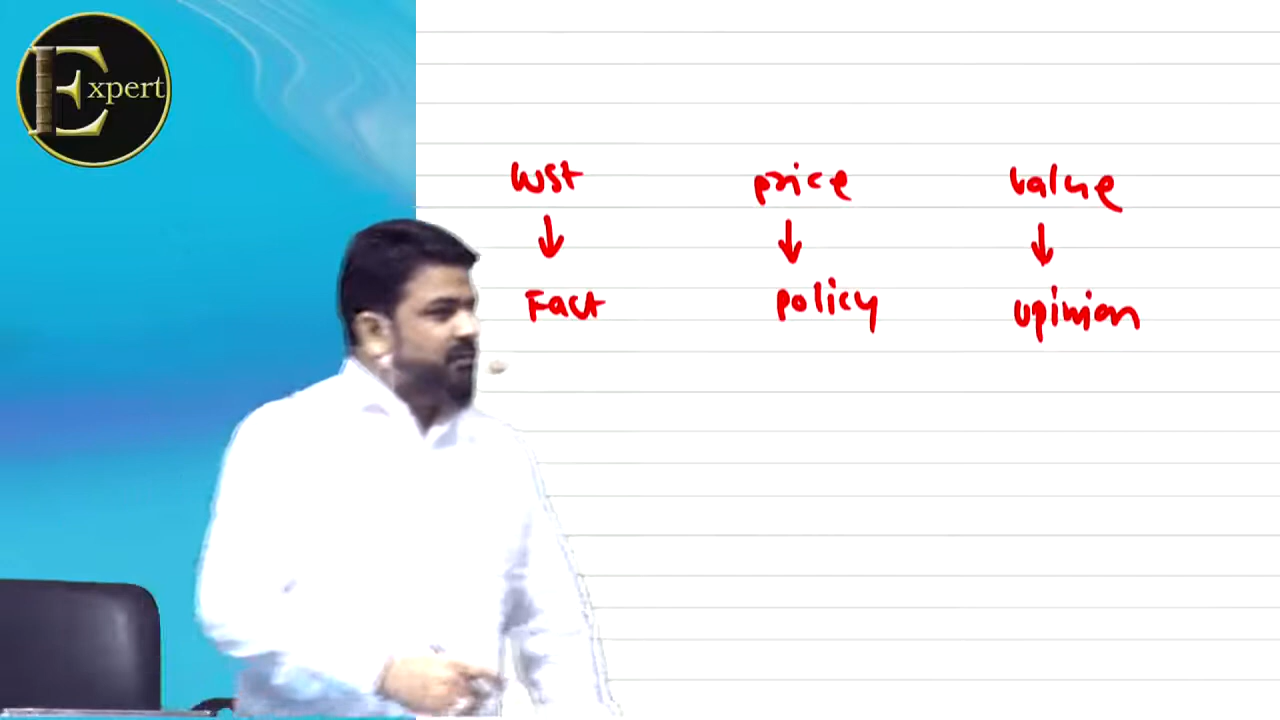 Expert
cost price value
↓ ↓ ↓
Fact policy opinion